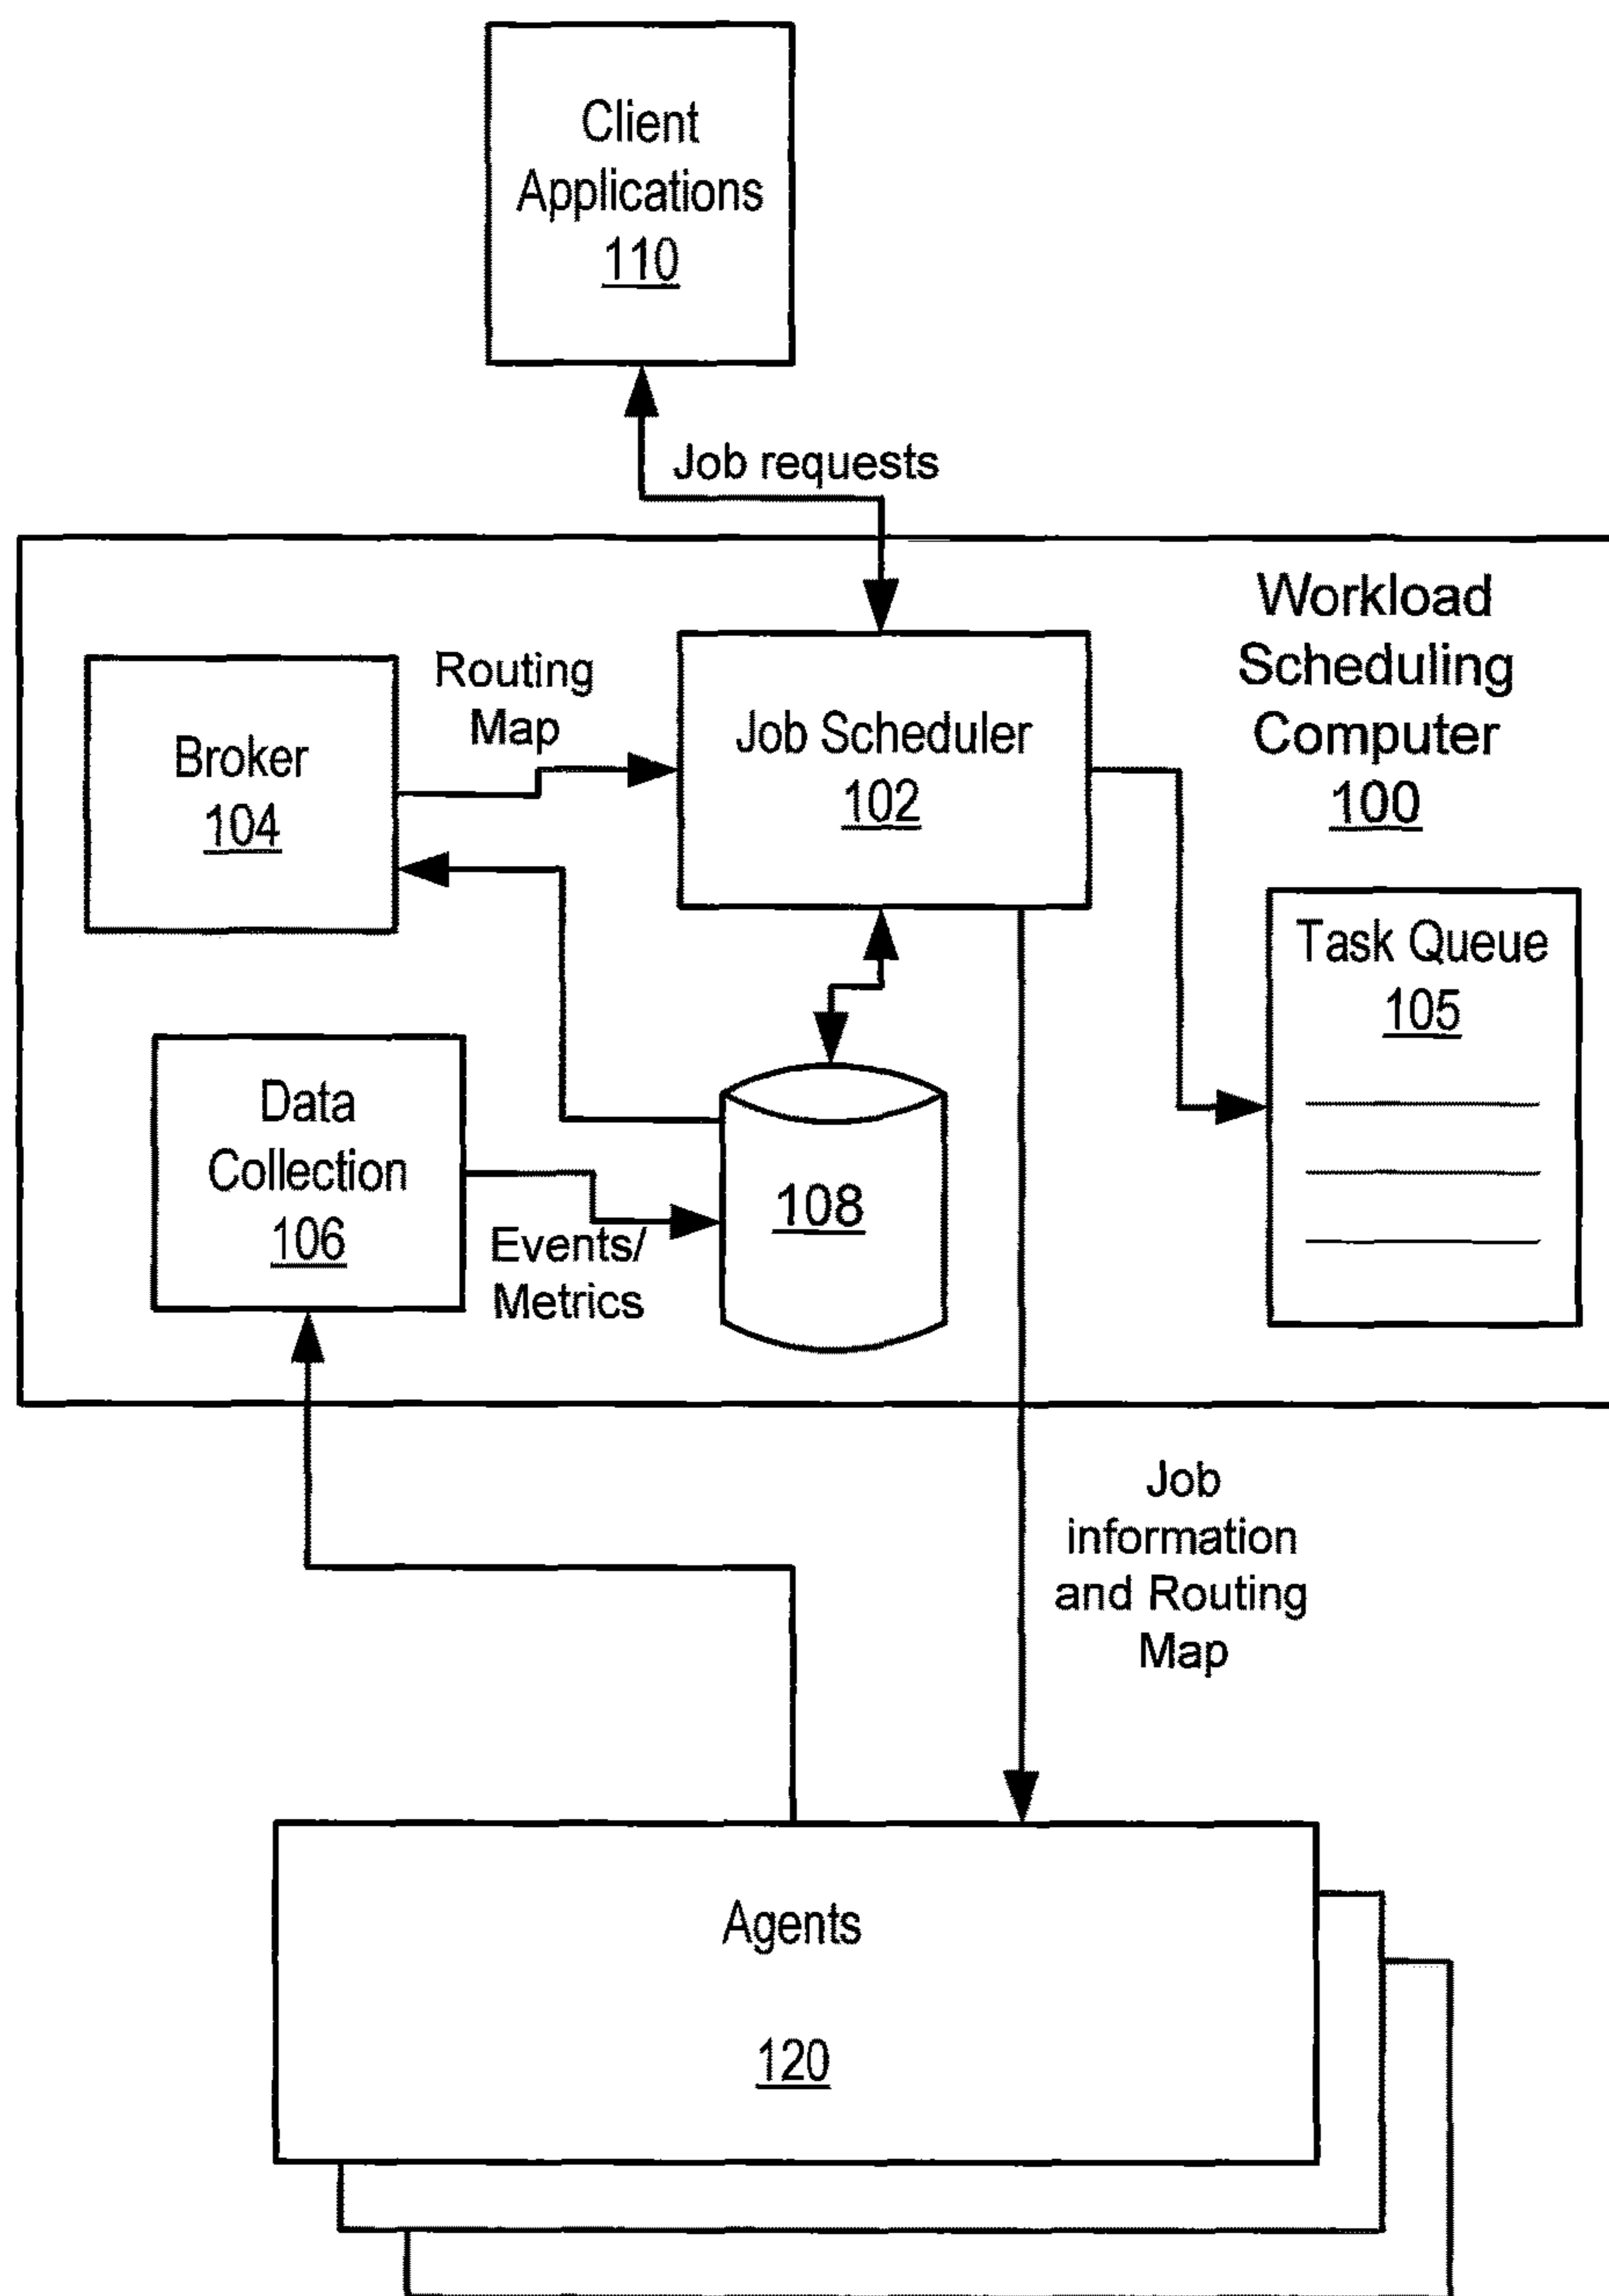 Client
Applications
110
Job requests
Workload
Scheduling
Computer
100
Routing
Map
Job Scheduler
102
Broker
104
Task Queue
105
Data
Collection
106
Events/
Metrics
108
Job
information
and Routing
Map
Agents
120